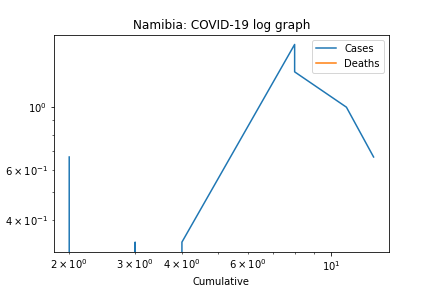 Namibia: COVID-19 log graph
Cases
Deaths
10⁰
6 × 10⁻¹
4 × 10⁻¹
2 × 10⁰ 3 × 10⁰ 4 × 10⁰ 6 × 10⁰ 10¹
Cumulative